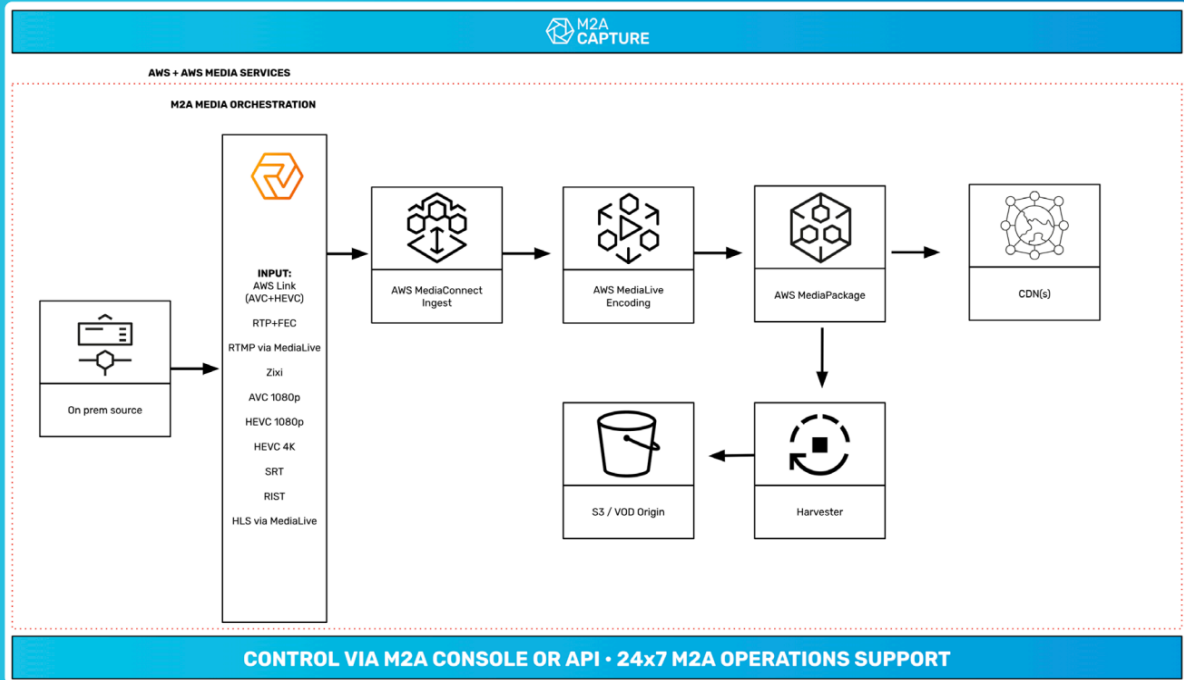 M2A
CAPTURE
AWS + AWS MEDIA SERVICES
M2A MEDIA ORCHESTRATION
INPUT:
AWS Link
(AVC+HEVC)
RTP+FEC
RTMP via MediaLive
Zixi
AVC 1080p
HEVC 1080p
HEVC 4K
SRT
RIST
HLS via MediaLive
On prem source
AWS MediaConnect
Ingest
AWS MediaLive
Encoding
AWS MediaPackage
CDN(s)
S3 / VOD Origin
Harvester
CONTROL VIA M2A CONSOLE OR API • 24x7 M2A OPERATIONS SUPPORT